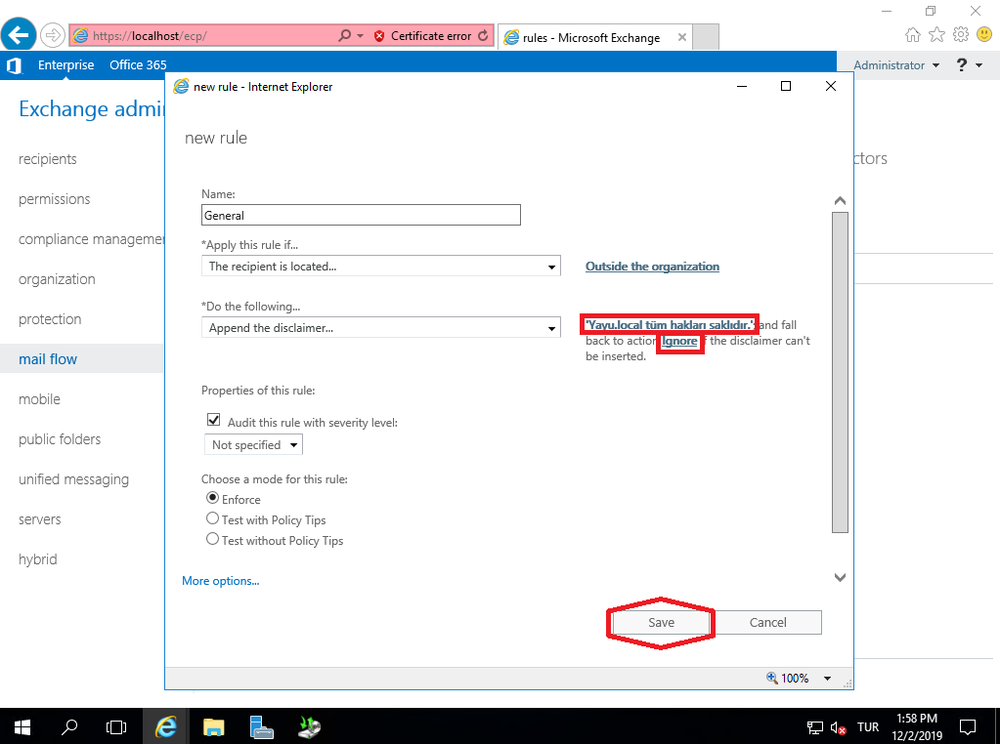 https://localhost/ecp/
Certificate error
rules - Microsoft Exchange
Enterprise
Office 365
Administrator
?
new rule - Internet Explorer
Exchange admi
new rule
ctors
recipients
permissions
compliance managemen
organization
protection
mail flow
mobile
public folders
unified messaging
servers
hybrid
Name:
General
*Apply this rule if...
The recipient is located...
Outside the organization
*Do the following...
Append the disclaimer...
'Yayu.local tüm hakları saklıdır.' and fall
back to action Ignore if the disclaimer can't
be inserted.
Properties of this rule:
Audit this rule with severity level:
Not specified
Choose a mode for this rule:
Enforce
Test with Policy Tips
Test without Policy Tips
More options...
Save
Cancel
100%
TUR
1:58 PM
12/2/2019